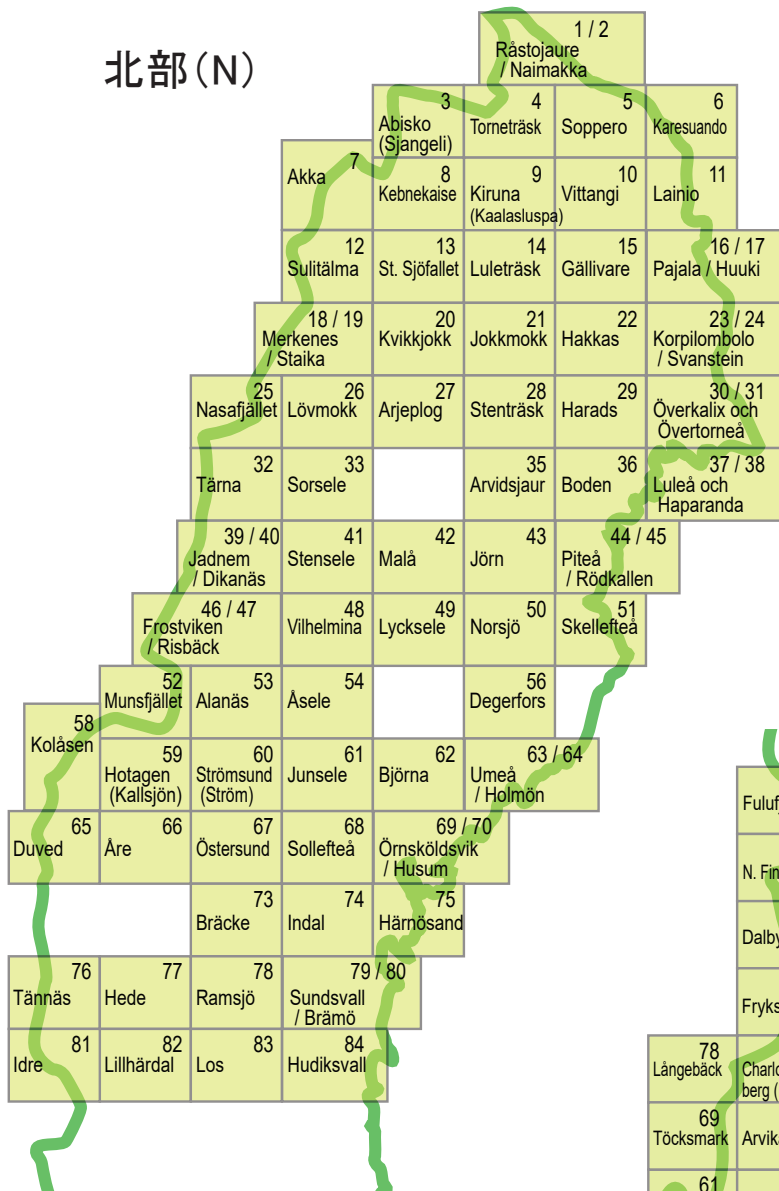 北部(N)
1 / 2
Råstojaure
/ Naimakka
3
Abisko
(Sjangeli)
4
Torneträsk
5
Soppero
6
Karesuando
7
Akka
8
Kebnekaise
9
Kiruna
(Kaalasluspa)
10
Vittangi
11
Lainio
12
Sulitälma
13
St. Sjöfallet
14
Luleträsk
15
Gällivare
16 / 17
Pajala / Huuki
18 / 19
Merkenes
/ Staika
20
Kvikkjokk
21
Jokkmokk
22
Hakkas
23 / 24
Korpilombolo
/ Svanstein
25
Nasafjället
26
Lövmokk
27
Arjeplog
28
Stenträsk
29
Harads
30 / 31
Överkalix och
Övertorneå
32
Tärna
33
Sorsele
35
Arvidsjaur
36
Boden
37 / 38
Luleå och
Haparanda
39 / 40
Jadnem
/ Dikanäs
41
Stensele
42
Malå
43
Jörn
44 / 45
Piteå
/ Rödkallen
46 / 47
Frostviken
/ Risbäck
48
Vilhelmina
49
Lycksele
50
Norsjö
51
Skellefteå
52
Munsfjället
53
Alanäs
54
Åsele
56
Degerfors
58
Kolåsen
59
Hotagen
(Kallsjön)
60
Strömsund
(Ström)
61
Junsele
62
Björna
63 / 64
Umeå
/ Holmön
65
Duved
66
Åre
67
Östersund
68
Sollefteå
69 / 70
Örnsköldsvik
/ Husum
73
Bräcke
74
Indal
75
Härnösand
76
Tännäs
77
Hede
78
Ramsjö
79 / 80
Sundsvall
/ Brämö
81
Idre
82
Lillhärdal
83
Los
84
Hudiksvall
Fuluf
N. Fin
Dalby
Fryks
78
Långebäck
Charlo
berg (
69
Töcksmark
Arvika
61